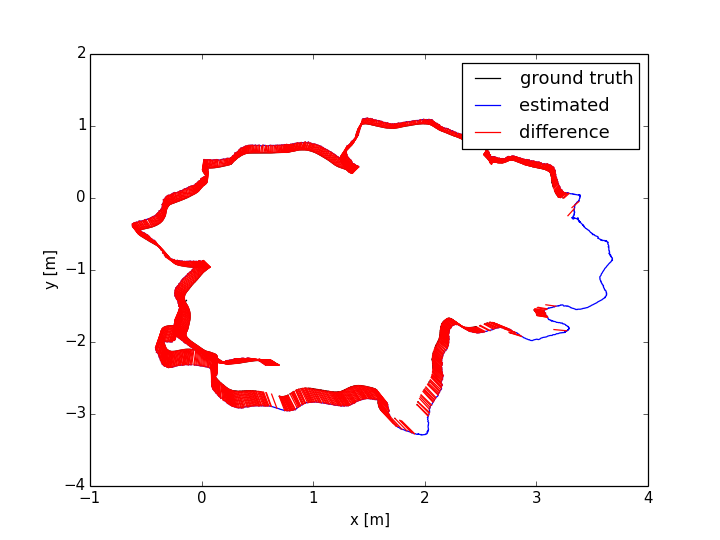 2
1
0
−1
−2
−3
−4
−1
0
1
2
3
4
x [m]
y [m]
ground truth
estimated
difference